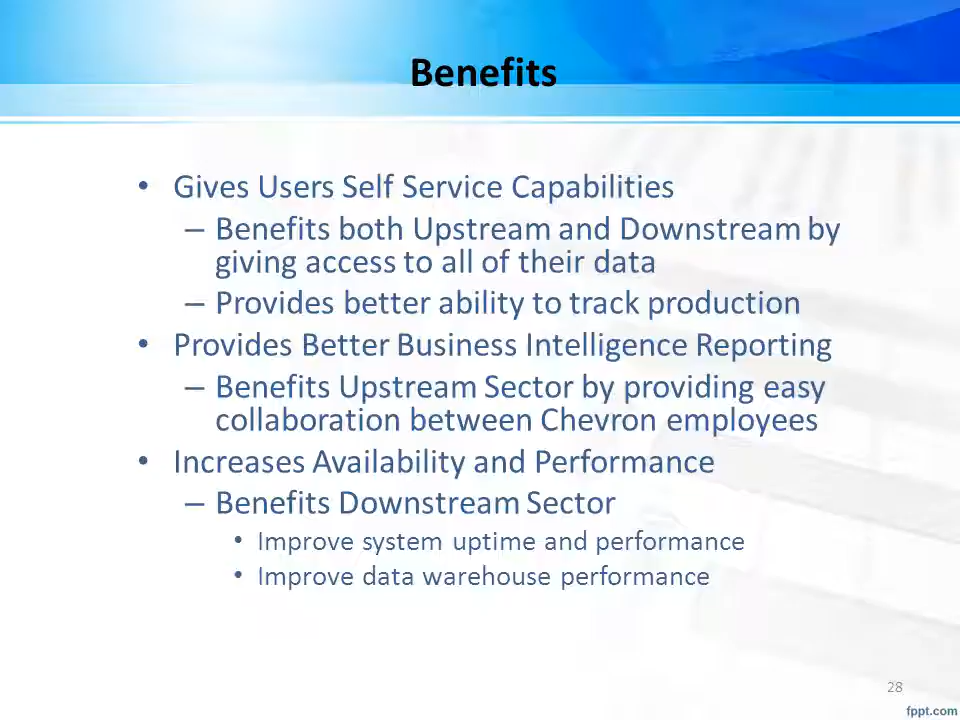 Benefits
• Gives Users Self Service Capabilities
– Benefits both Upstream and Downstream by
giving access to all of their data
– Provides better ability to track production
• Provides Better Business Intelligence Reporting
– Benefits Upstream Sector by providing easy
collaboration between Chevron employees
• Increases Availability and Performance
– Benefits Downstream Sector
• Improve system uptime and performance
• Improve data warehouse performance
28
fppt.com